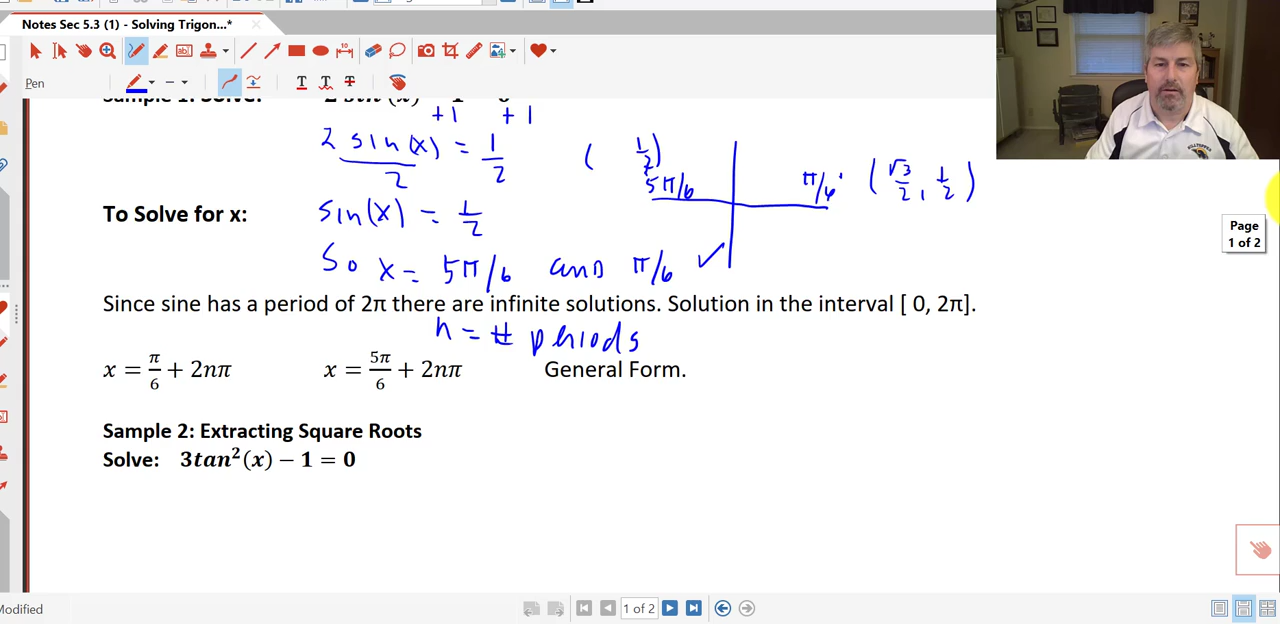 Notes Sec 5.3 (1) - Solving Trigon...*
Pen
+1 +1
2 sin(x) = 1
2 2
( 1/2)
5π/6 π/6 (√3/2, 1/2)
To Solve for x: sin(x) = 1/2
So x = 5π/6 and π/6 ✓
Since sine has a period of 2π there are infinite solutions. Solution in the interval [ 0, 2π].
n = # periods
x = π/6 + 2nπ x = 5π/6 + 2nπ General Form.
Sample 2: Extracting Square Roots
Solve: 3tan²(x) − 1 = 0
Page
1 of 2
Modified
1 of 2